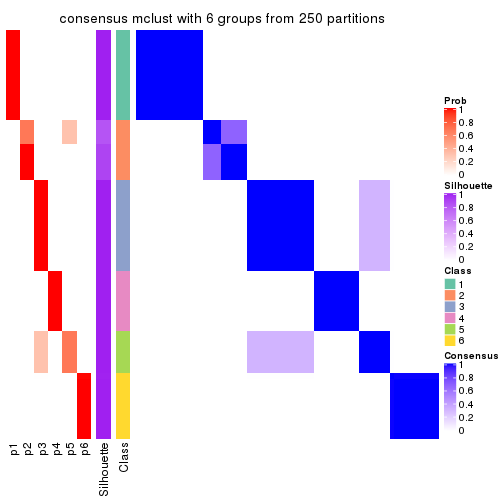 consensus mclust with 6 groups from 250 partitions
Prob
1
0.8
0.6
0.4
0.2
0
Silhouette
1
0.8
0.6
0.4
0.2
0
Class
1
2
3
4
5
6
Consensus
1
0.8
0.6
0.4
0.2
0
p1
p2
p3
p4
p5
p6
Silhouette
Class